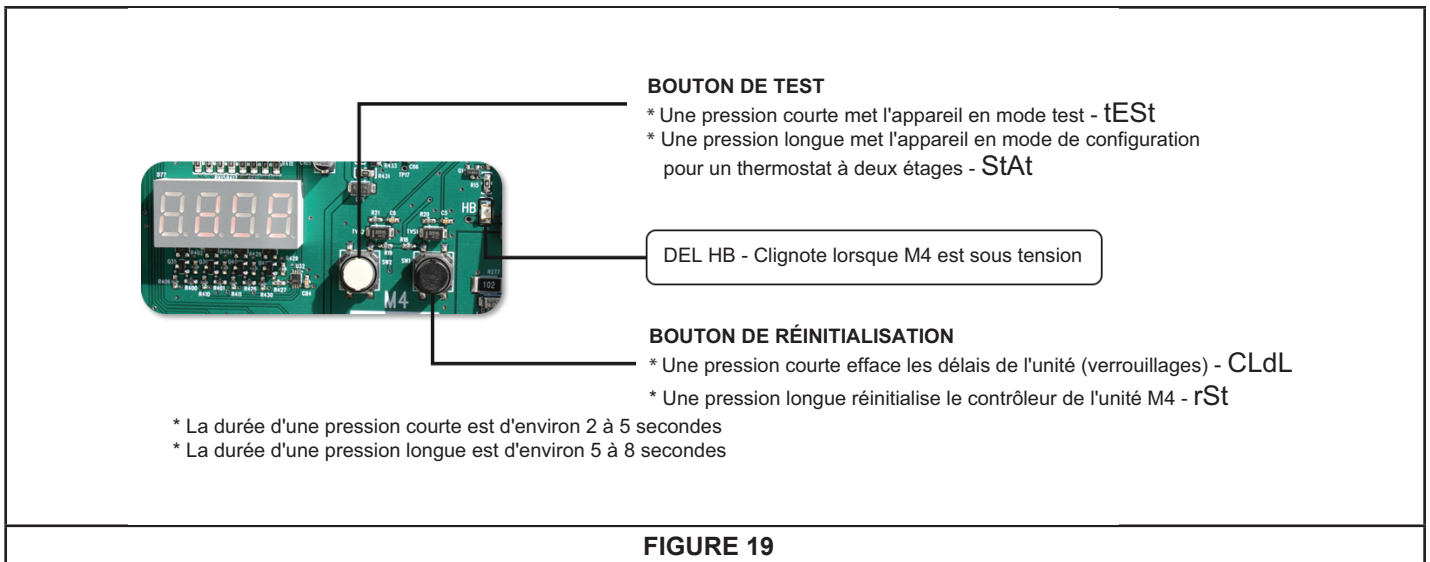 BOUTON DE TEST
* Une pression courte met l'appareil en mode test - tESt
* Une pression longue met l'appareil en mode de configuration
pour un thermostat à deux étages - StAt
HB
DEL HB - Clignote lorsque M4 est sous tension
M4
BOUTON DE RÉINITIALISATION
* Une pression courte efface les délais de l'unité (verrouillages) - CLdL
* Une pression longue réinitialise le contrôleur de l'unité M4 - rSt
* La durée d'une pression courte est d'environ 2 à 5 secondes
* La durée d'une pression longue est d'environ 5 à 8 secondes
FIGURE 19